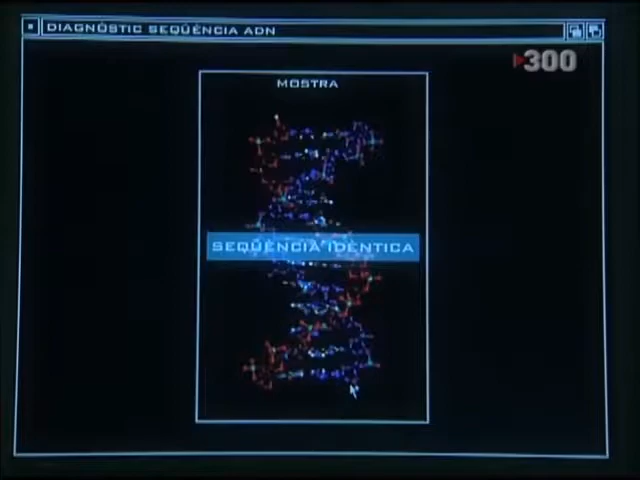 DIAGNÒSTIC SEQÜÈNCIA ADN
300
MOSTRA
SEQÜÈNCIA IDÈNTICA